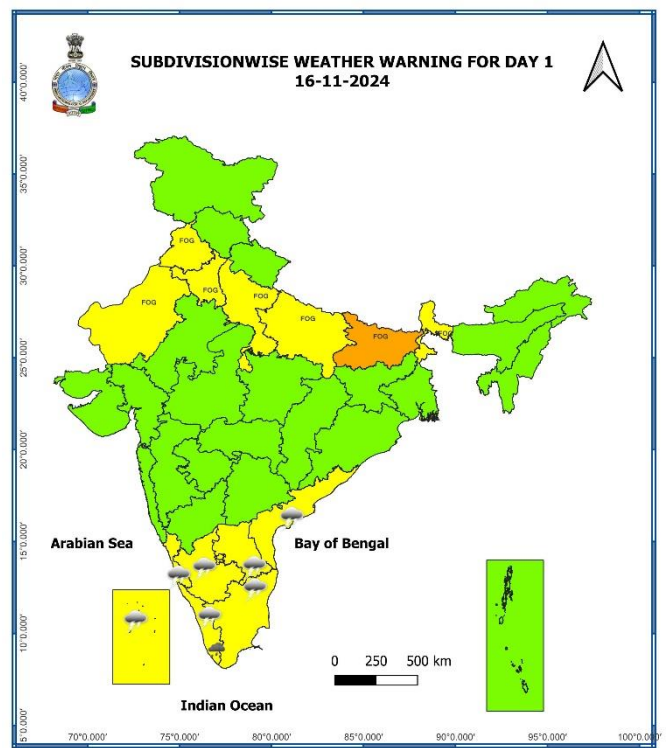 SUBDIVISIONWISE WEATHER WARNING FOR DAY 1
16-11-2024
40°0.000'
35°0.000'
30°0.000'
25°0.000'
20°0.000'
15°0.000'
10°0.000'
5°0.000'
FOG
FOG
FOG
FOG
FOG
FOG
FOG
Arabian Sea
Bay of Bengal
0 250 500 km
Indian Ocean
70°0.000' 75°0.000' 80°0.000' 85°0.000' 90°0.000' 95°0.000' 100°0.000'